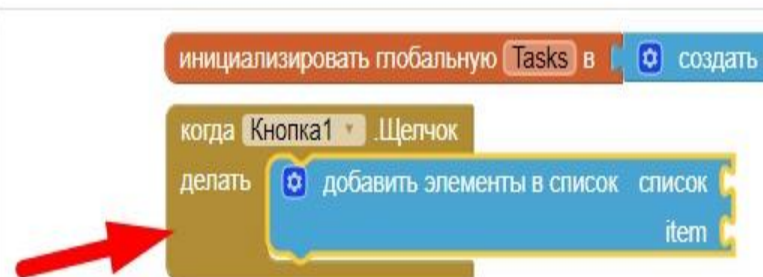 инициализировать глобальную Tasks в создать
когда Кнопка1 .Щелчок
делать добавить элементы в список список
item